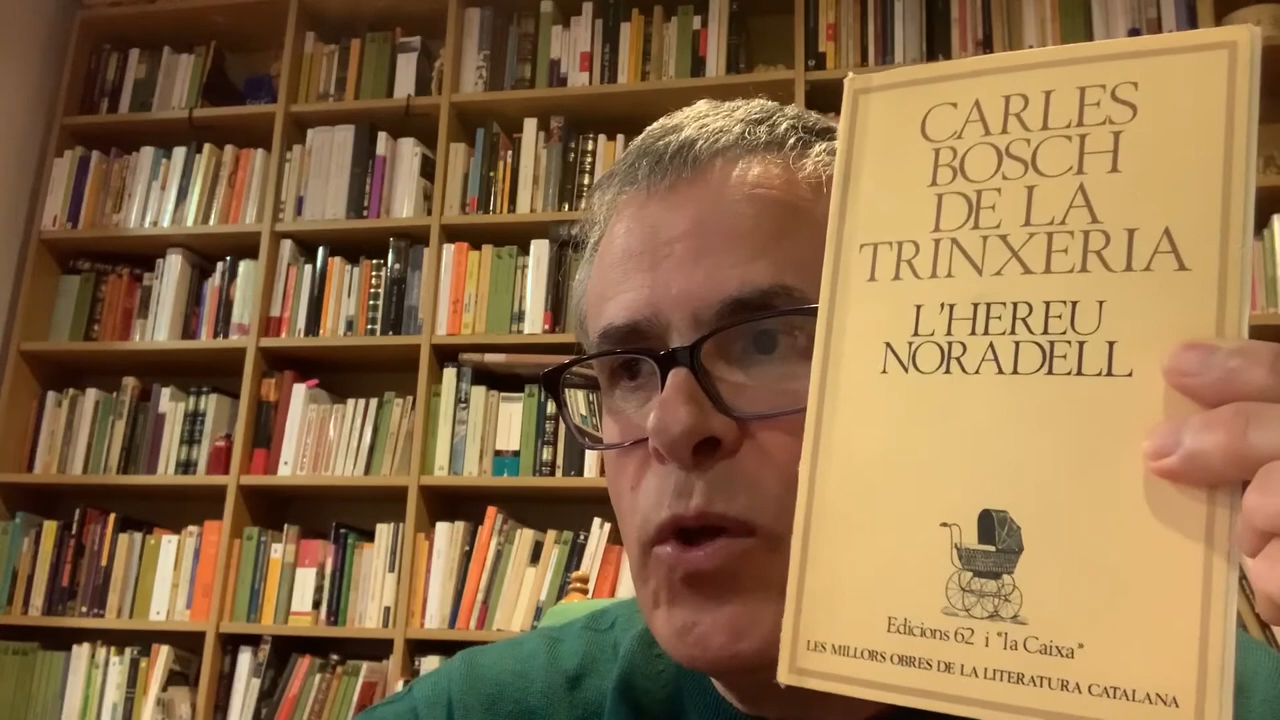 CARLES
BOSCH
DE LA
TRINXERIA
L'HEREU
NORADELL
Edicions 62 i "la Caixa"
LES MILLORS OBRES DE LA LITERATURA CATALANA